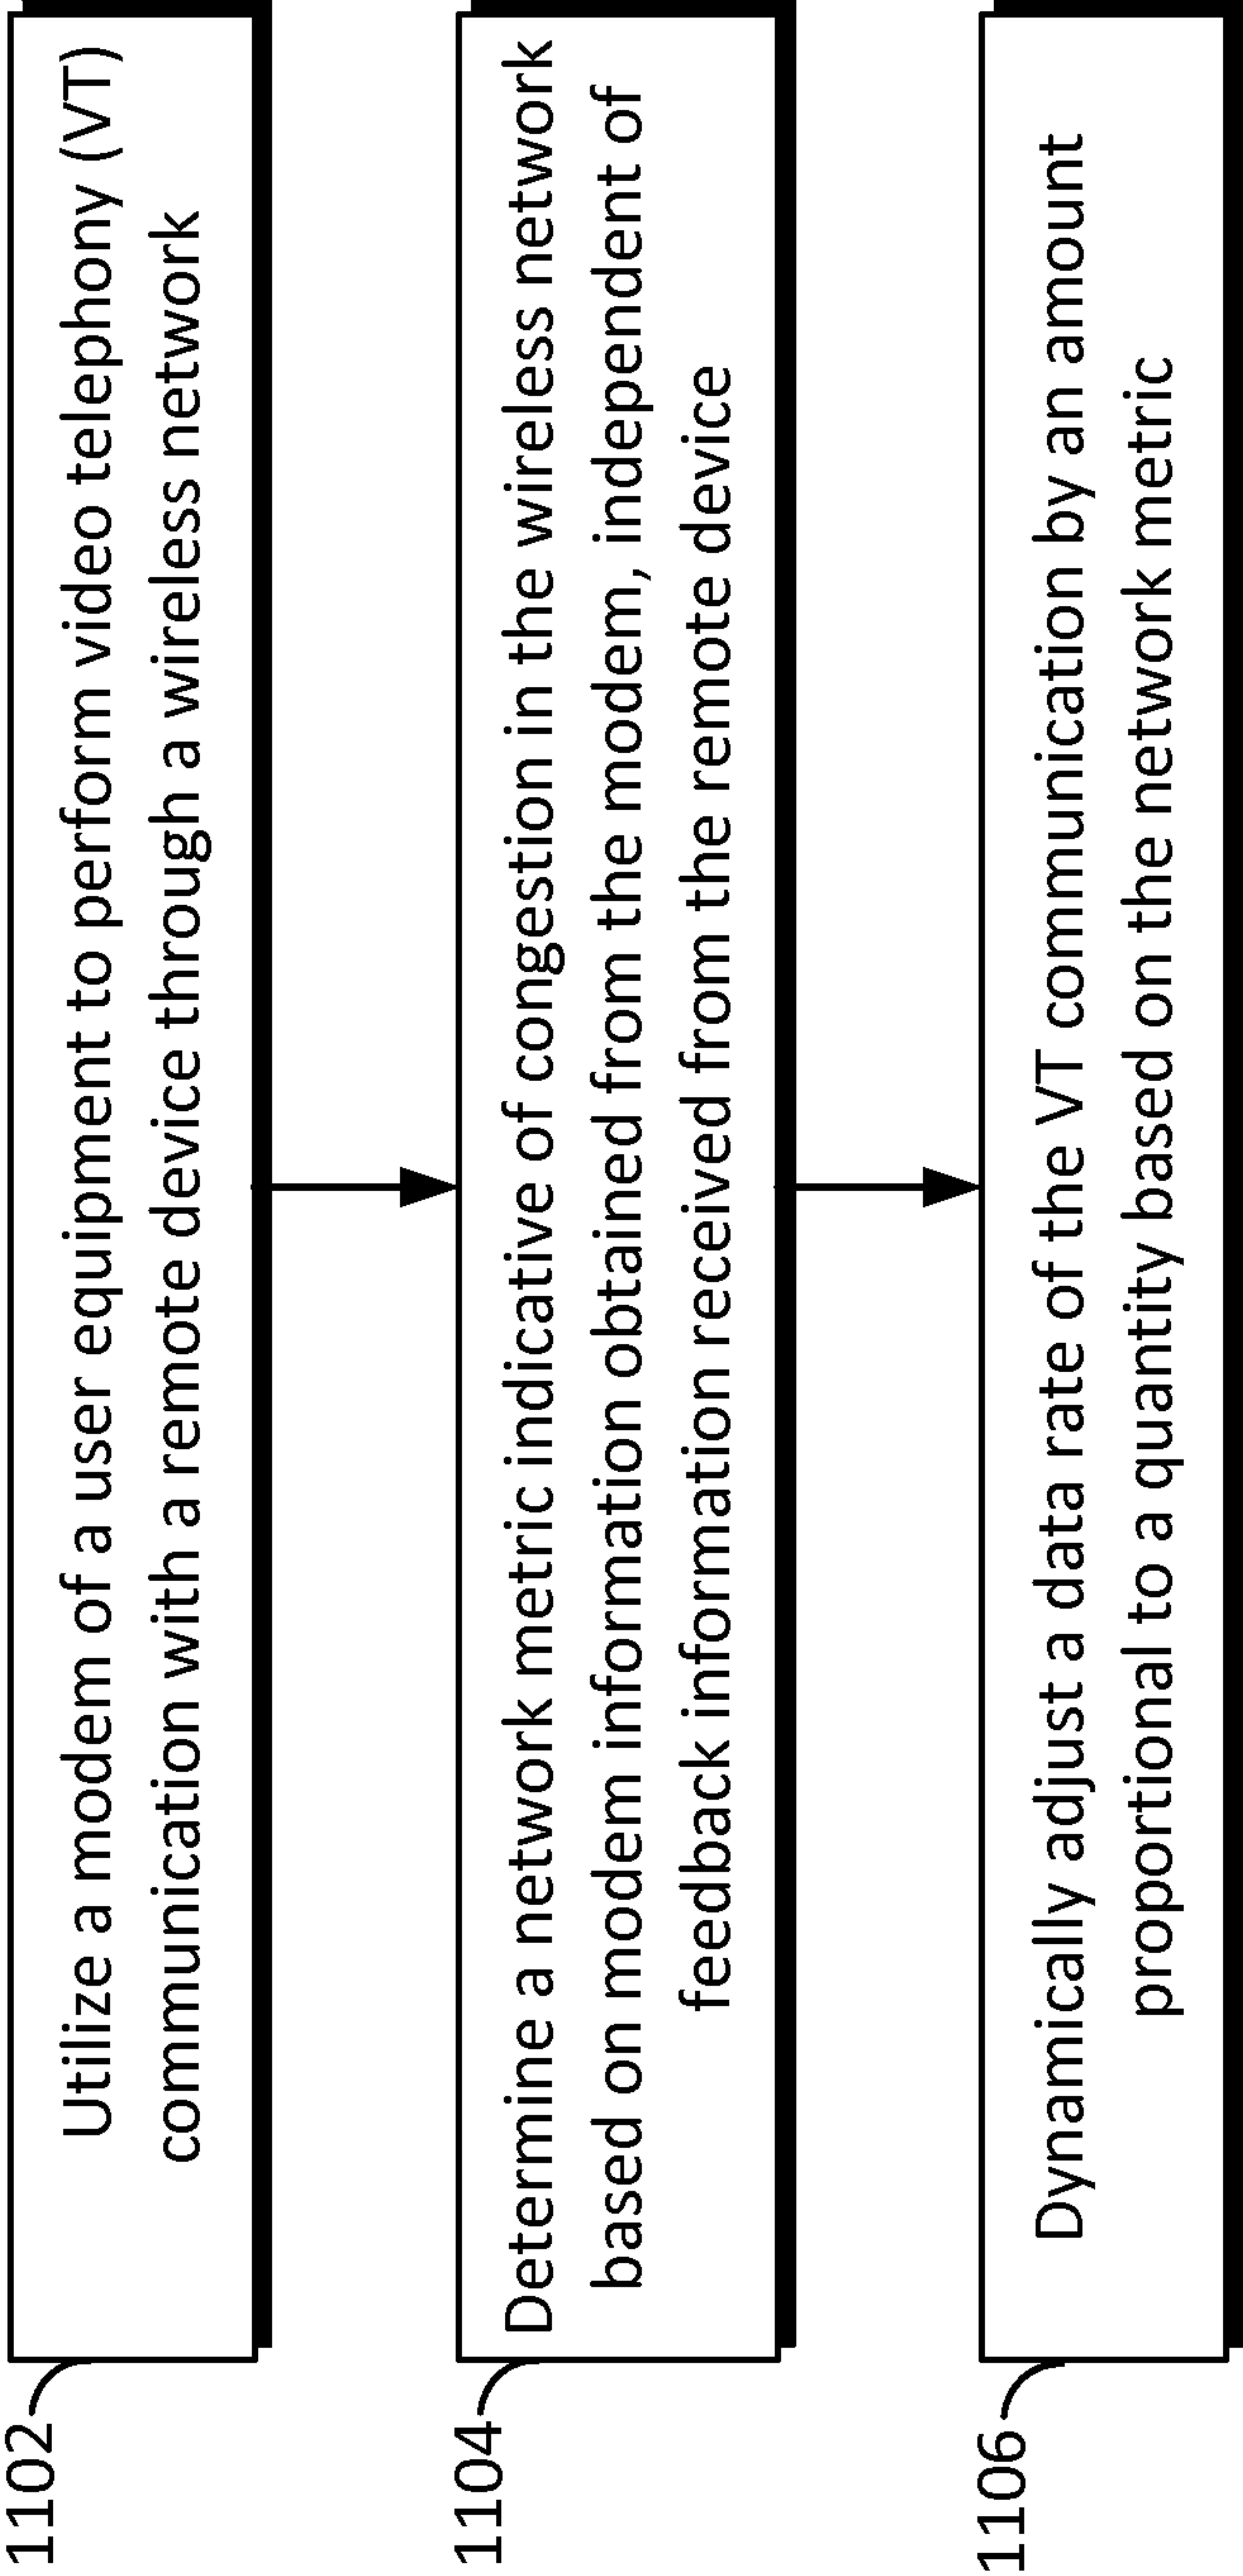 1102
Utilize a modem of a user equipment to perform video telephony (VT)
communication with a remote device through a wireless network
1104
Determine a network metric indicative of congestion in the wireless network
based on modem information obtained from the modem, independent of
feedback information received from the remote device
1106
Dynamically adjust a data rate of the VT communication by an amount
proportional to a quantity based on the network metric